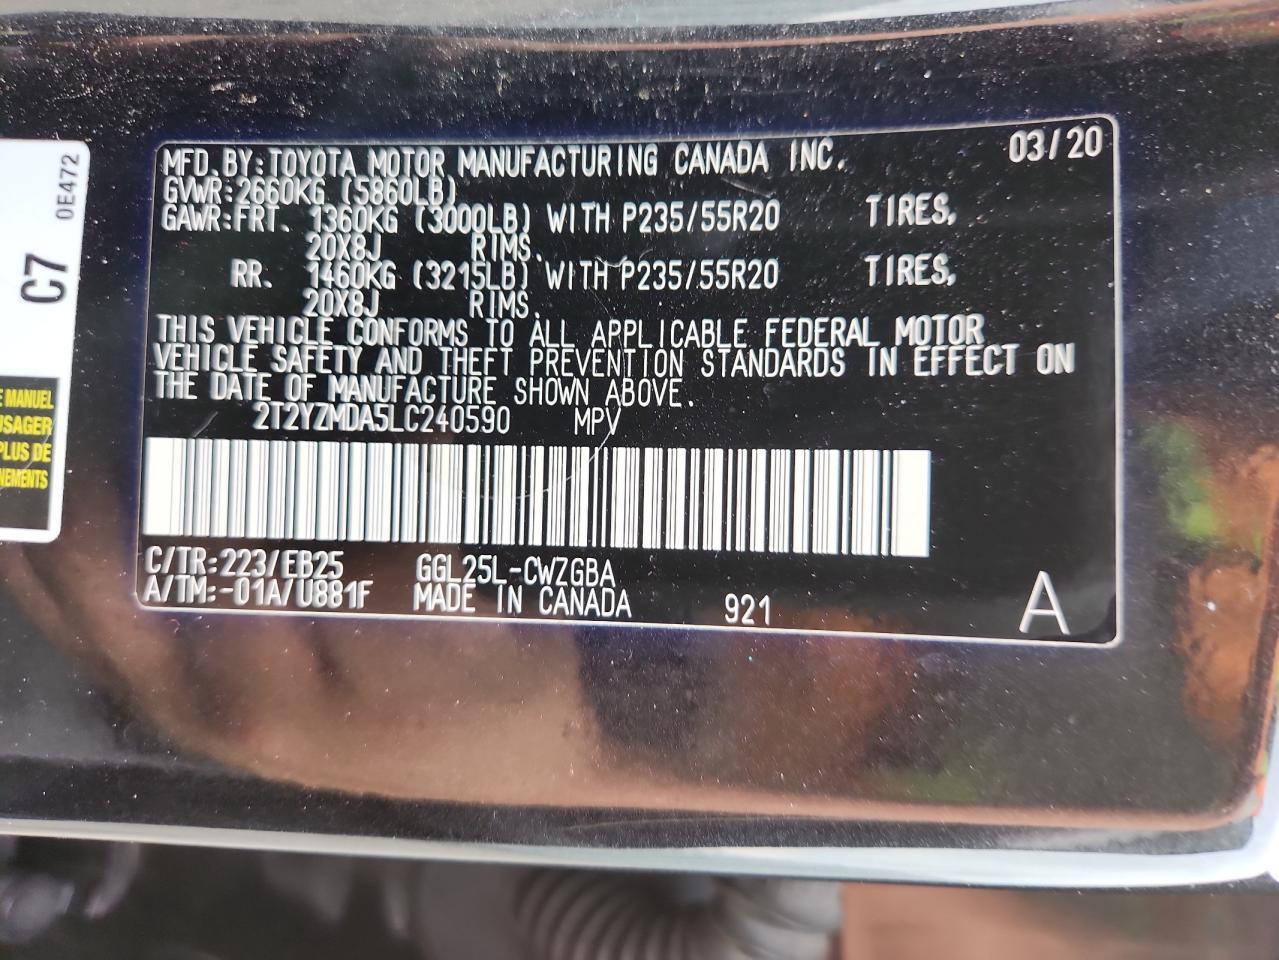 MFD. BY: TOYOTA MOTOR MANUFACTURING CANADA INC. 03/20
GVWR: 2660KG (5860LB)
GAWR: FRT. 1360KG (3000LB) WITH P235/55R20 TIRES,
20X8J RIMS.
RR. 1460KG (3215LB) WITH P235/55R20 TIRES,
20X8J RIMS.
THIS VEHICLE CONFORMS TO ALL APPLICABLE FEDERAL MOTOR
VEHICLE SAFETY AND THEFT PREVENTION STANDARDS IN EFFECT ON
THE DATE OF MANUFACTURE SHOWN ABOVE.
2T2YZMDA5LC240590 MPV
C/TR: 223/EB25 GGL25L-CWZGBA
A/TM: -01A/U881F MADE IN CANADA 921 A
0E472
C7
MANUEL
PLUS DE